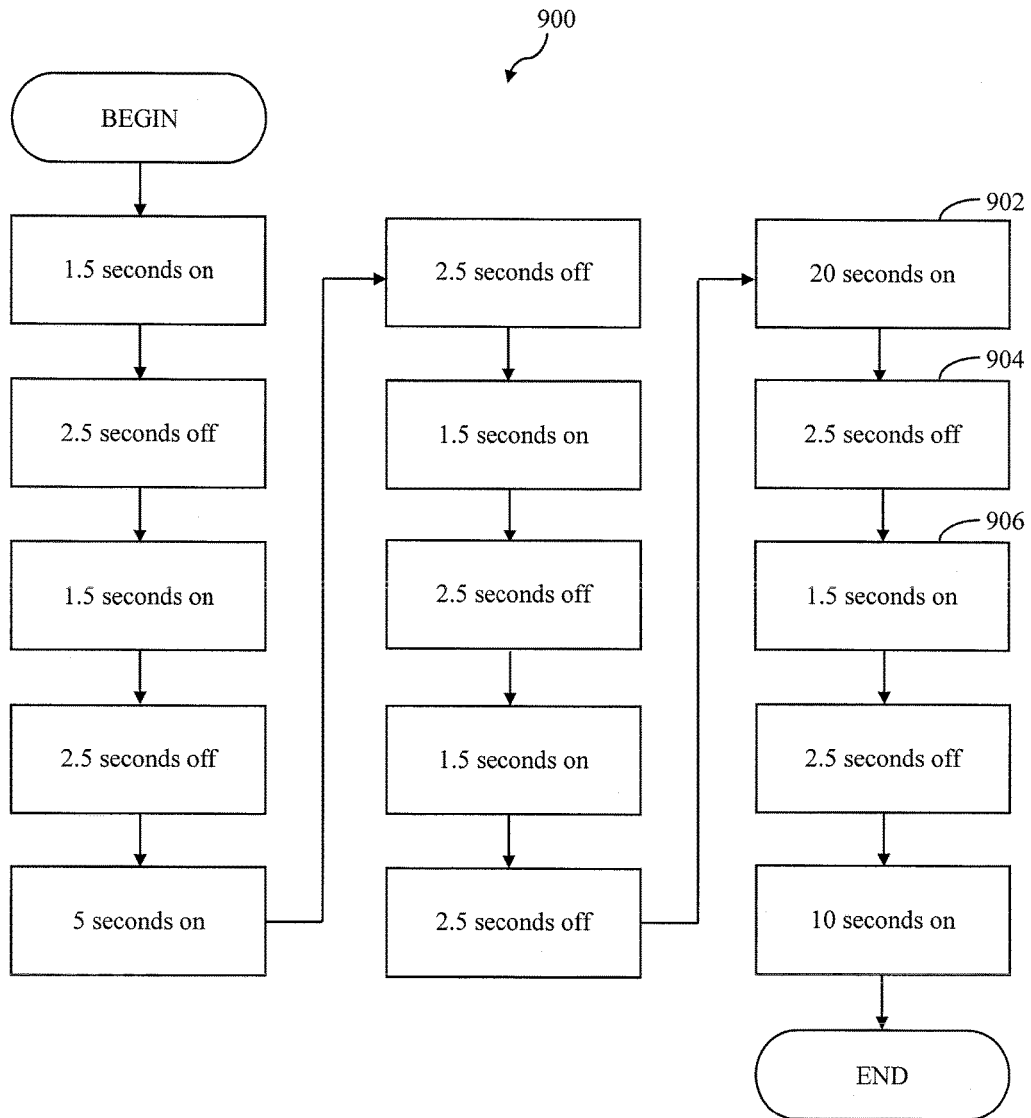 900
BEGIN
1.5 seconds on
2.5 seconds off
1.5 seconds on
2.5 seconds off
5 seconds on
2.5 seconds off
1.5 seconds on
2.5 seconds off
1.5 seconds on
2.5 seconds off
902
20 seconds on
904
2.5 seconds off
906
1.5 seconds on
2.5 seconds off
10 seconds on
END